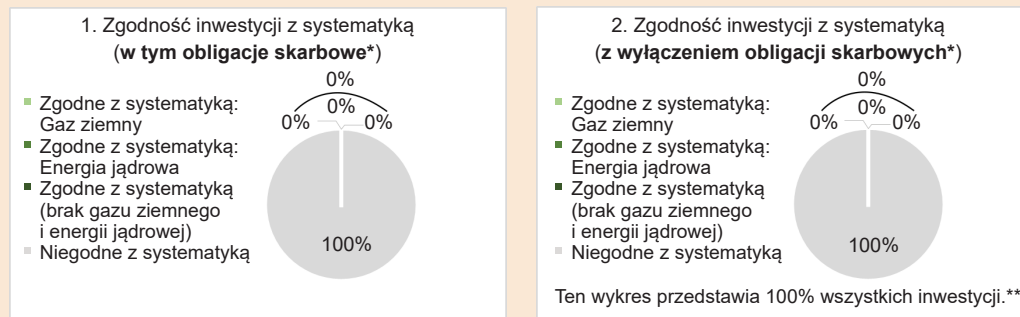 1. Zgodność inwestycji z systematyką
(w tym obligacje skarbowe*)
0%
0%
0%
0%
Zgodne z systematyką:
Gaz ziemny
Zgodne z systematyką:
Energia jądrowa
Zgodne z systematyką
(brak gazu ziemnego
i energii jądrowej)
Niegodne z systematyką
100%
2. Zgodność inwestycji z systematyką
(z wyłączeniem obligacji skarbowych*)
0%
0%
0%
0%
Zgodne z systematyką:
Gaz ziemny
Zgodne z systematyką:
Energia jądrowa
Zgodne z systematyką
(brak gazu ziemnego
i energii jądrowej)
Niegodne z systematyką
100%
Ten wykres przedstawia 100% wszystkich inwestycji.**